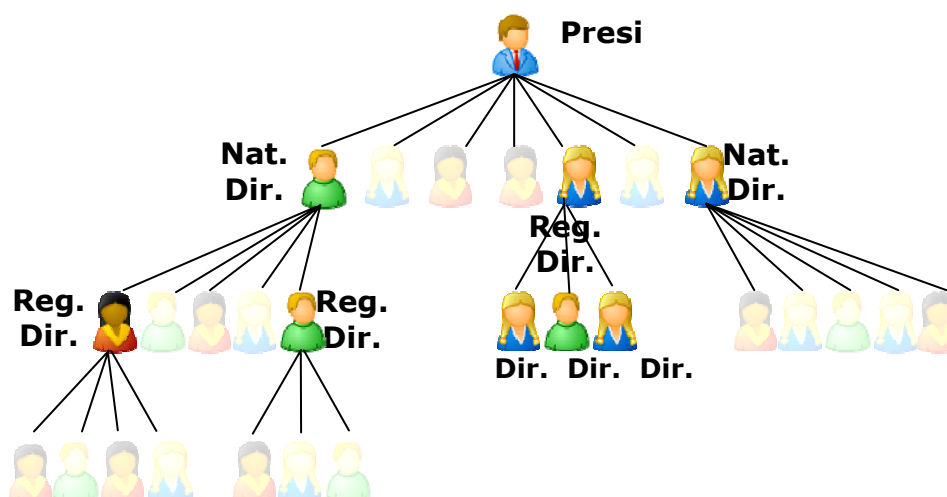 Presi
Nat.
Dir.
Nat.
Dir.
Reg.
Dir.
Reg.
Dir.
Reg.
Dir.
Dir. Dir. Dir.